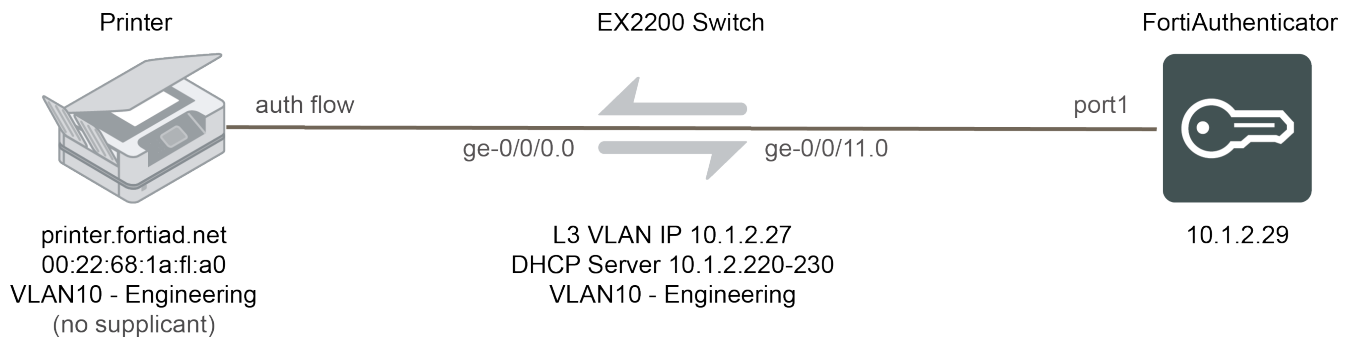 Printer
EX2200 Switch
FortiAuthenticator
auth flow
port1
ge-0/0/0.0
ge-0/0/11.0
printer.fortiad.net
00:22:68:1a:fl:a0
VLAN10 - Engineering
(no supplicant)
L3 VLAN IP 10.1.2.27
DHCP Server 10.1.2.220-230
VLAN10 - Engineering
10.1.2.29